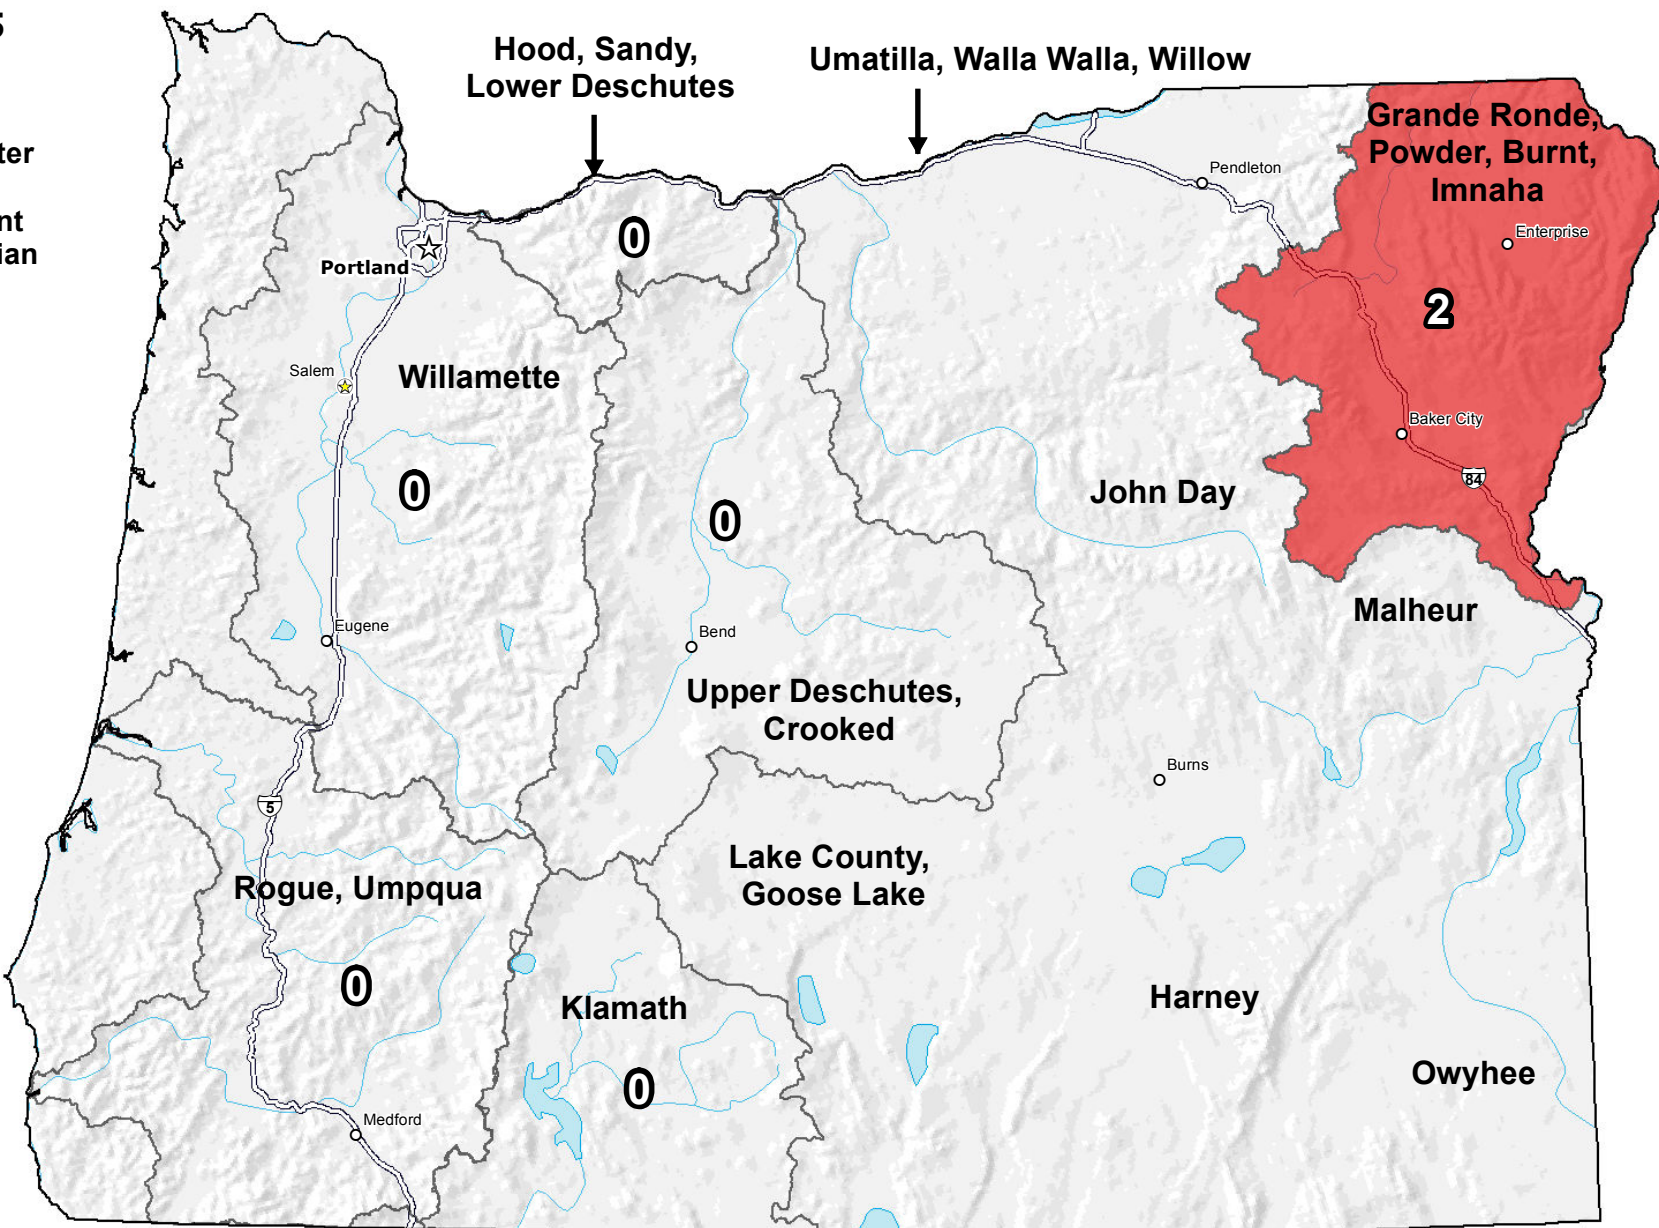 5
ter
nt
ian
Hood, Sandy,
Lower Deschutes
Umatilla, Walla Walla, Willow
Grande Ronde,
Powder, Burnt,
Imnaha
Pendleton
Enterprise
0
Portland
2
Salem
Willamette
Baker City
84
0
0
John Day
Malheur
Eugene
Bend
Upper Deschutes,
Crooked
Burns
5
Lake County,
Goose Lake
Rogue, Umpqua
0
Klamath
Harney
0
Owyhee
Medford